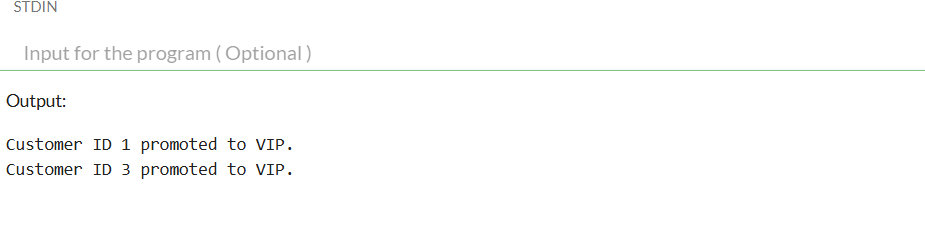 STDIN
Input for the program ( Optional )
Output:
Customer ID 1 promoted to VIP.
Customer ID 3 promoted to VIP.